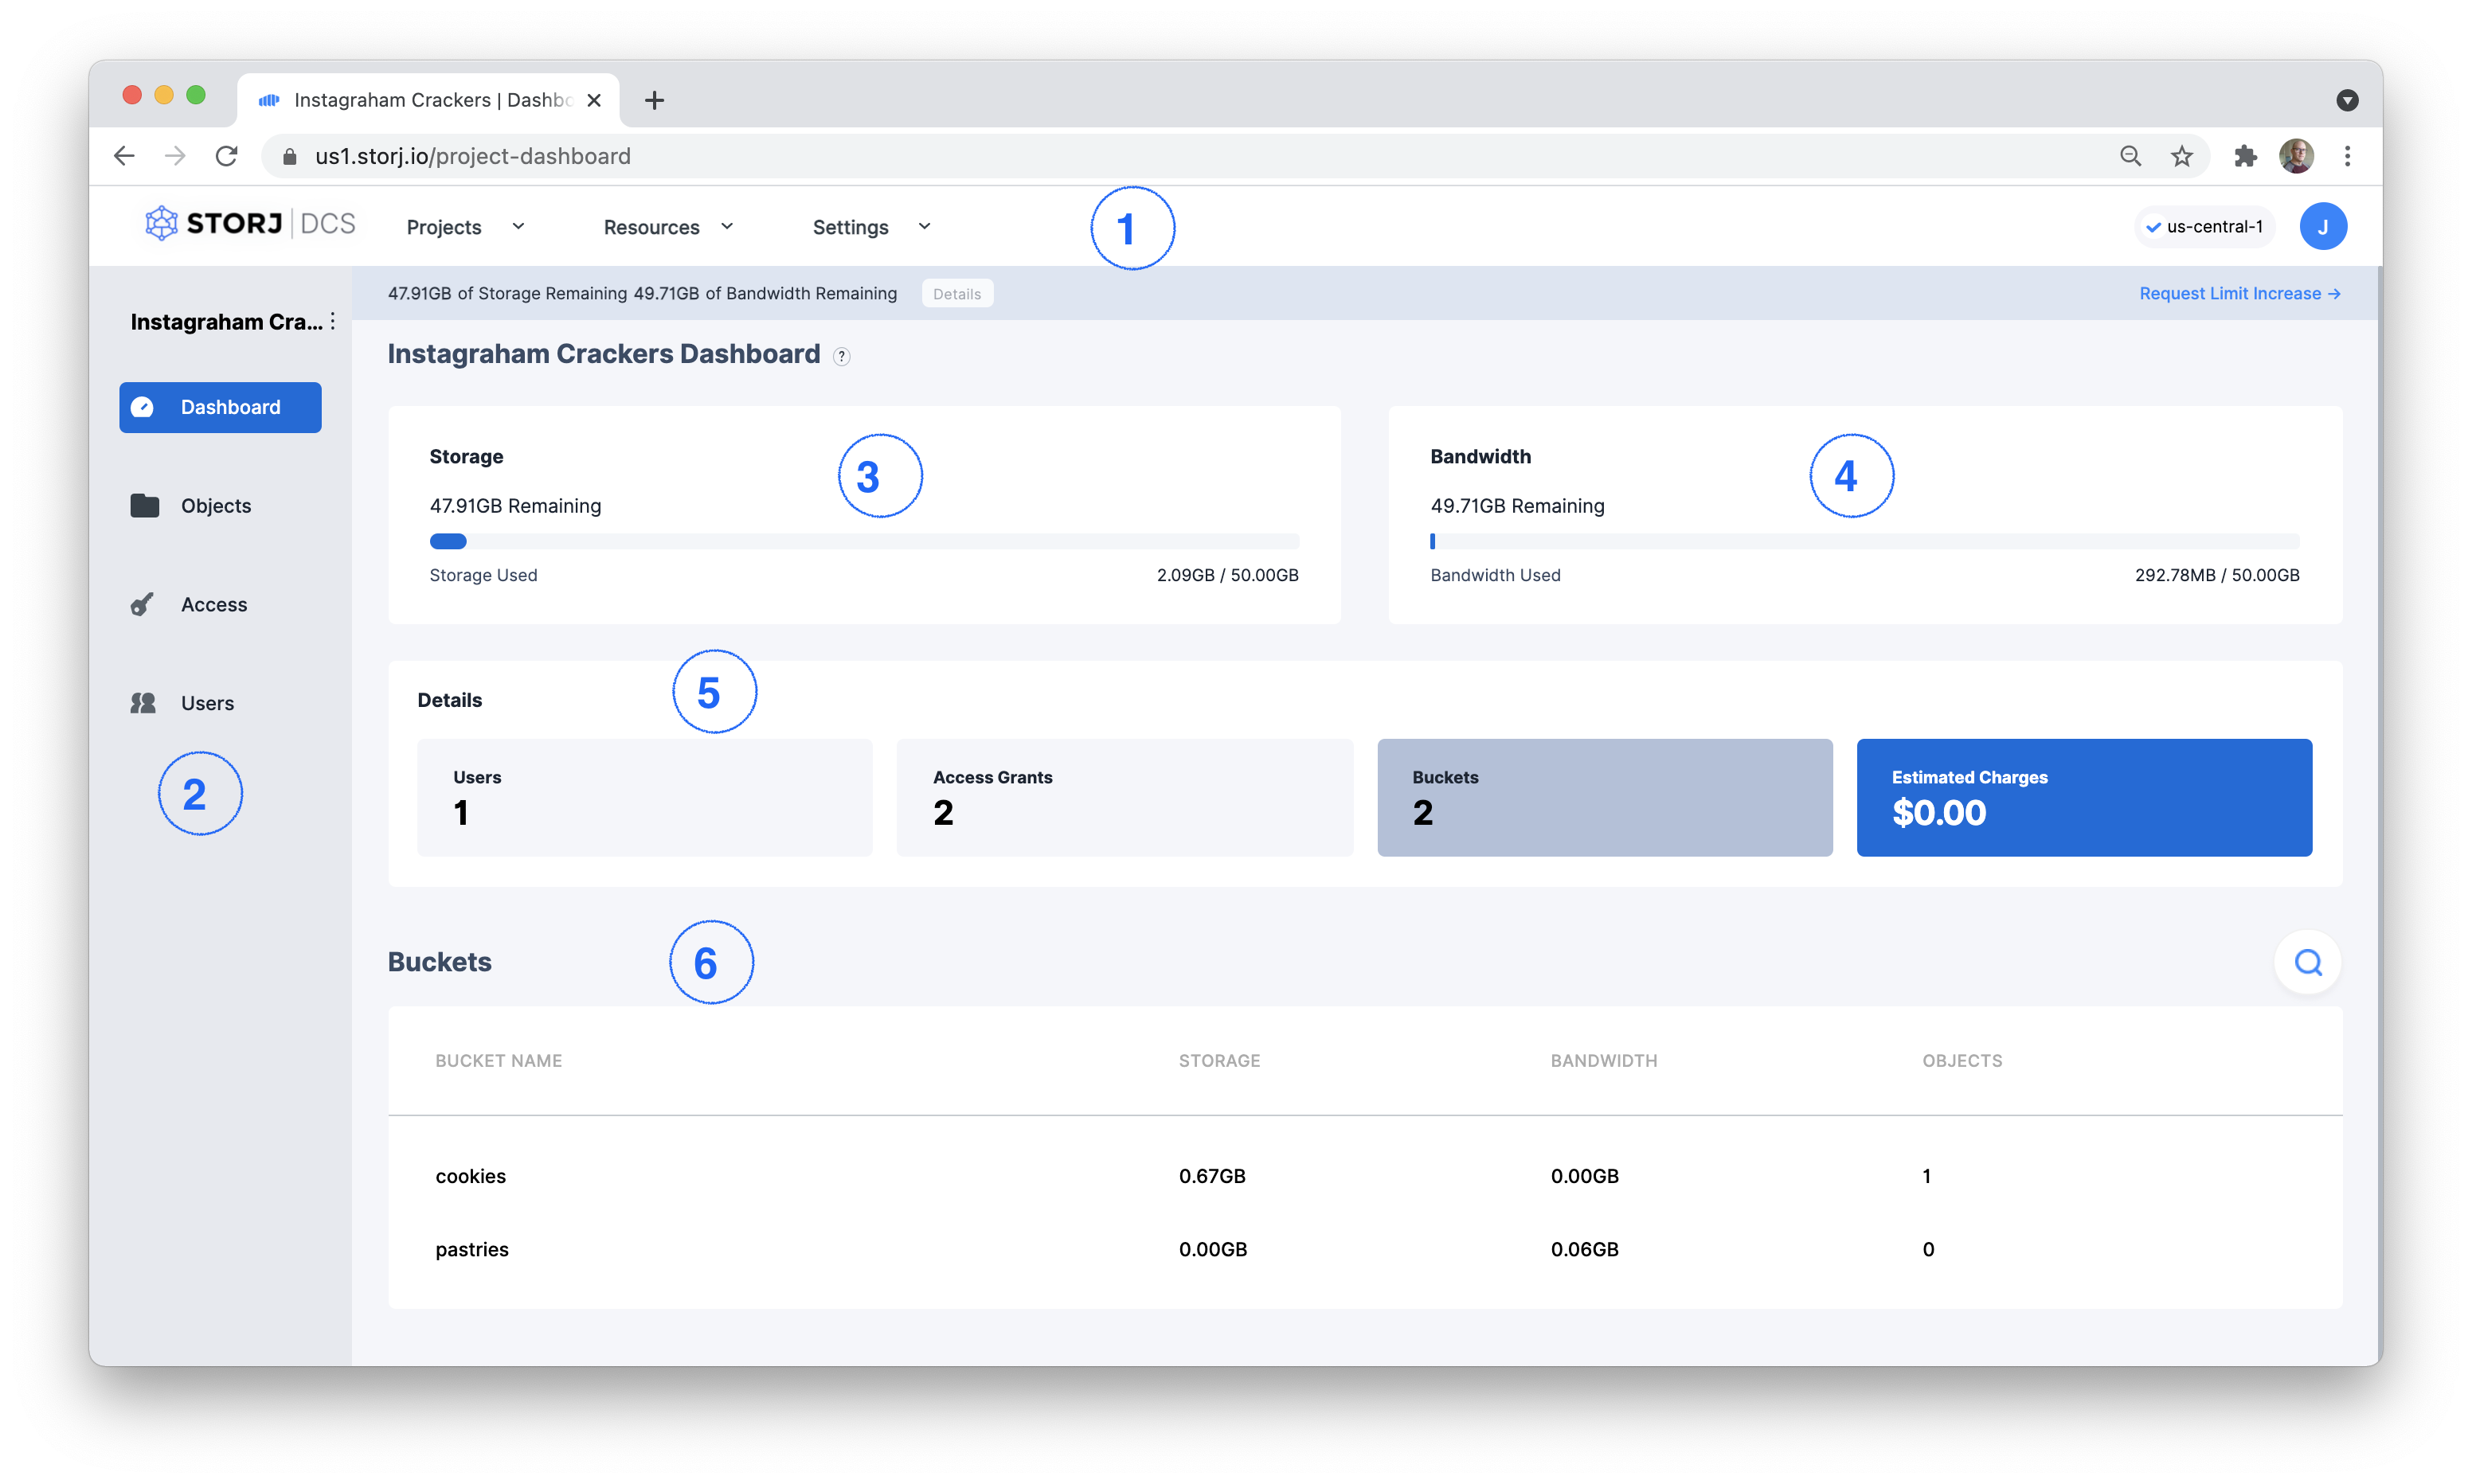 Instagraham Crackers | Dashbo
us1.storj.io/project-dashboard
STORJ | DCS
Projects
Resources
Settings
1
us-central-1
J
47.91GB of Storage Remaining 49.71GB of Bandwidth Remaining
Details
Request Limit Increase →
Instagraham Cra...
Dashboard
Objects
Access
Users
2
Instagraham Crackers Dashboard ?
Storage
3
47.91GB Remaining
Storage Used
2.09GB / 50.00GB
Bandwidth
4
49.71GB Remaining
Bandwidth Used
292.78MB / 50.00GB
Details
5
Users
1
Access Grants
2
Buckets
2
Estimated Charges
$0.00
Buckets
6
BUCKET NAME STORAGE BANDWIDTH OBJECTS
cookies 0.67GB 0.00GB 1
pastries 0.00GB 0.06GB 0